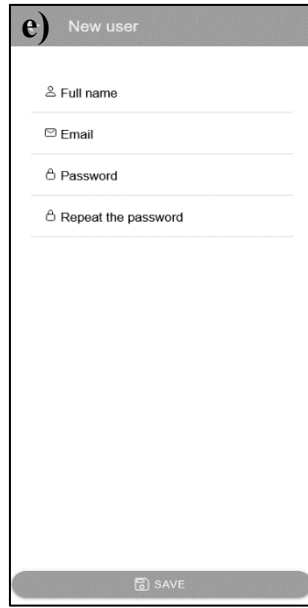 e) New user
Full name
Email
Password
Repeat the password
SAVE